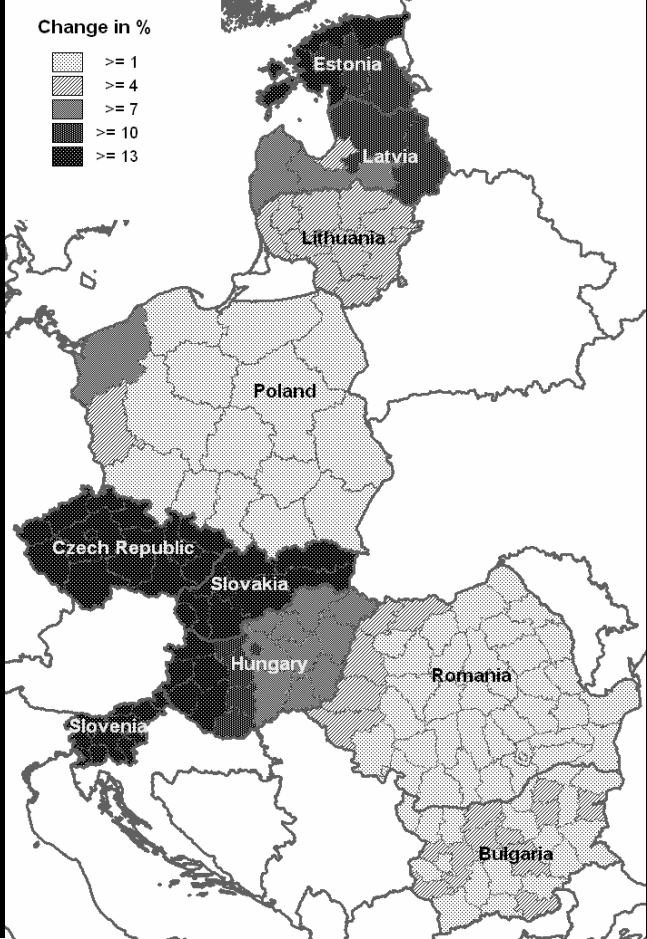 Change in %
>= 1
>= 4
>= 7
>= 10
>= 13
Estonia
Latvia
Lithuania
Poland
Czech Republic
Slovakia
Hungary
Romania
Slovenia
Bulgaria